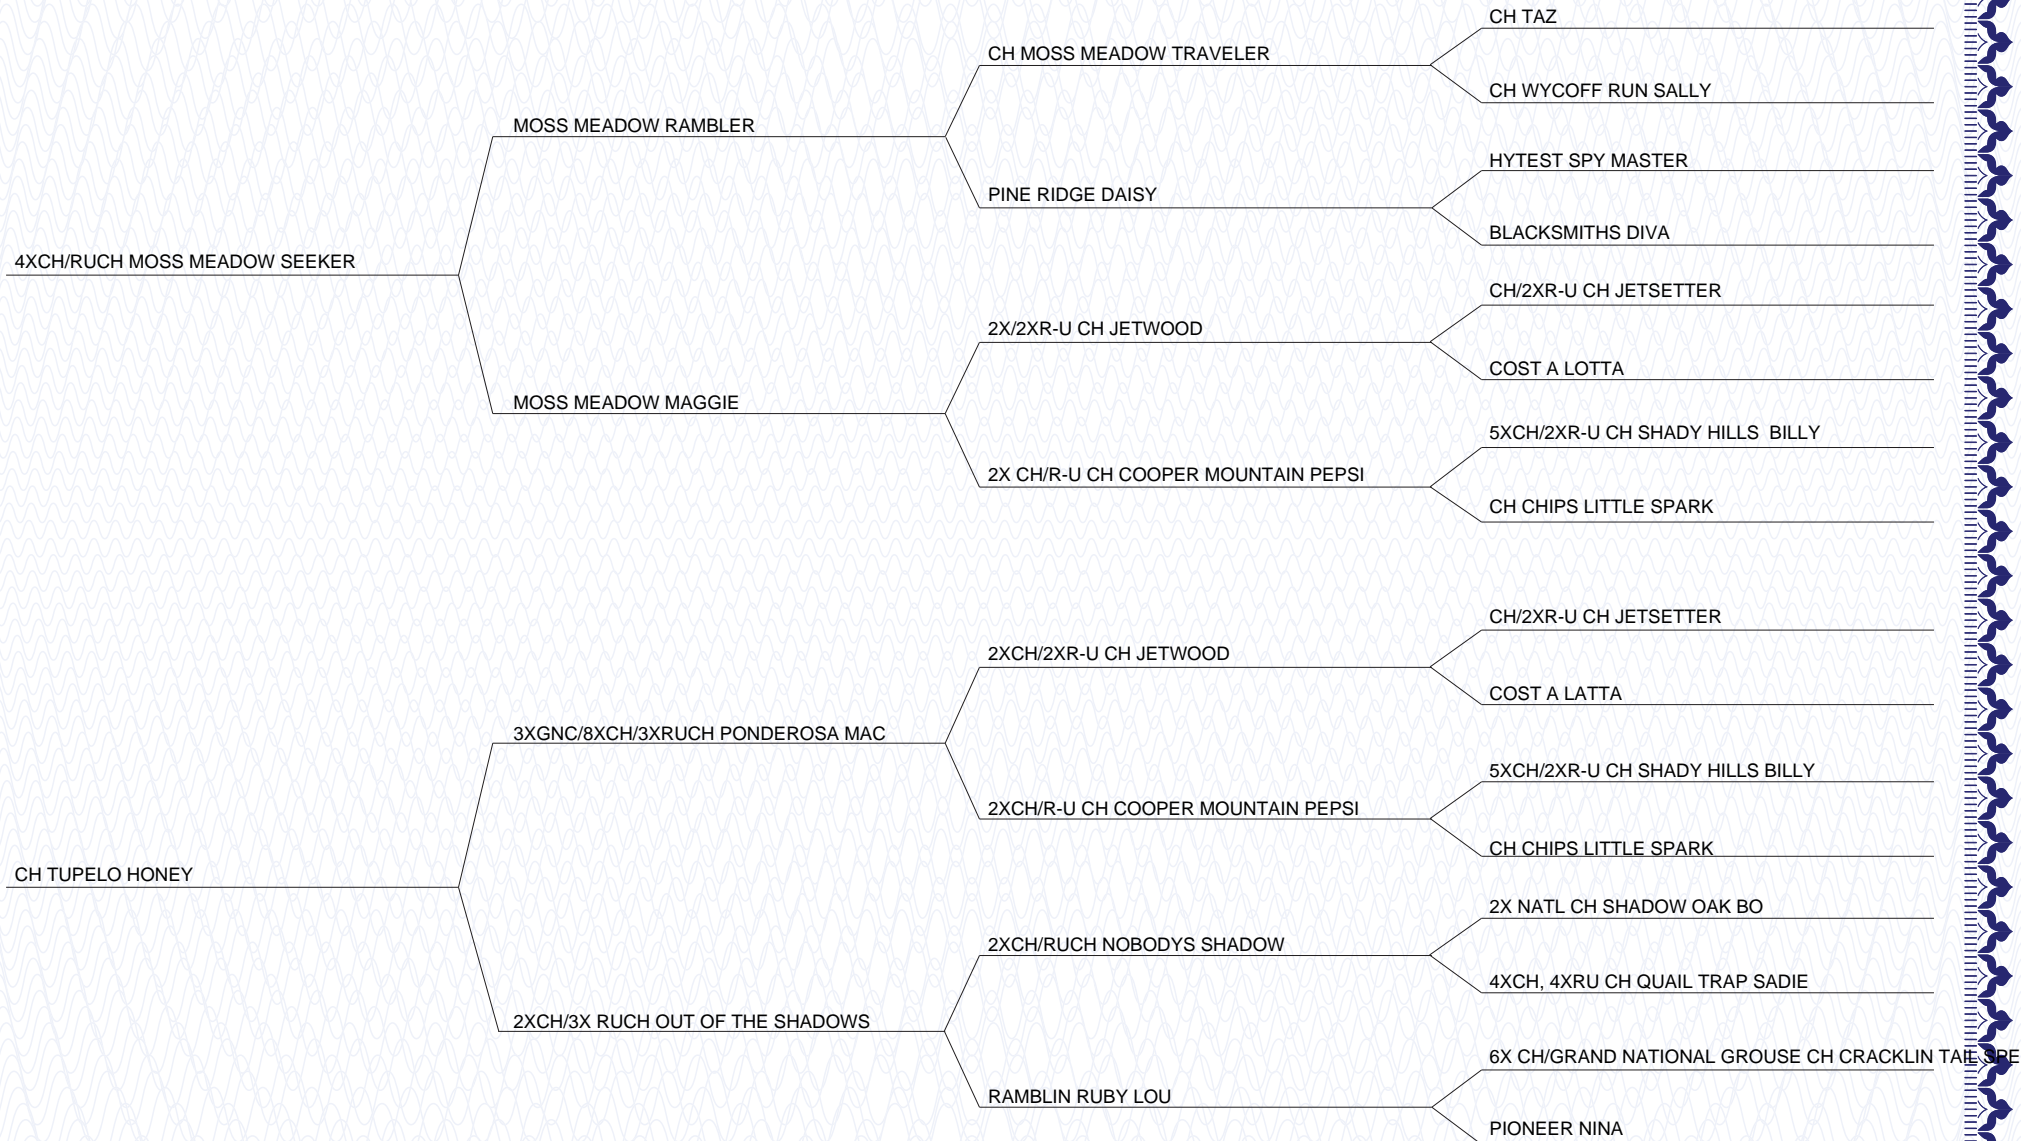 CH TAZ
CH MOSS MEADOW TRAVELER
CH WYCOFF RUN SALLY
MOSS MEADOW RAMBLER
HYTEST SPY MASTER
PINE RIDGE DAISY
BLACKSMITHS DIVA
4XCH/RUCH MOSS MEADOW SEEKER
CH/2XR-U CH JETSETTER
2X/2XR-U CH JETWOOD
COST A LOTTA
MOSS MEADOW MAGGIE
5XCH/2XR-U CH SHADY HILLS  BILLY
2X CH/R-U CH COOPER MOUNTAIN PEPSI
CH CHIPS LITTLE SPARK
CH/2XR-U CH JETSETTER
2XCH/2XR-U CH JETWOOD
COST A LATTA
3XGNC/8XCH/3XRUCH PONDEROSA MAC
5XCH/2XR-U CH SHADY HILLS BILLY
2XCH/R-U CH COOPER MOUNTAIN PEPSI
CH CHIPS LITTLE SPARK
CH TUPELO HONEY
2X NATL CH SHADOW OAK BO
2XCH/RUCH NOBODYS SHADOW
4XCH, 4XRU CH QUAIL TRAP SADIE
2XCH/3X RUCH OUT OF THE SHADOWS
6X CH/GRAND NATIONAL GROUSE CH CRACKLIN TAIL SPE
RAMBLIN RUBY LOU
PIONEER NINA